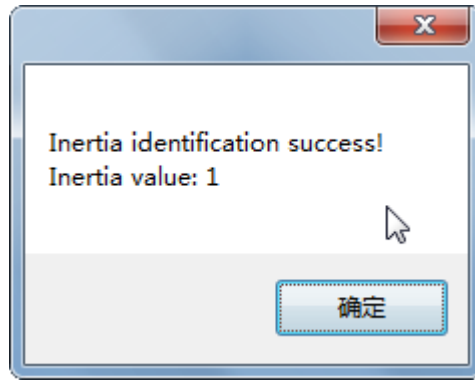 Inertia identification success!
Inertia value: 1
确定